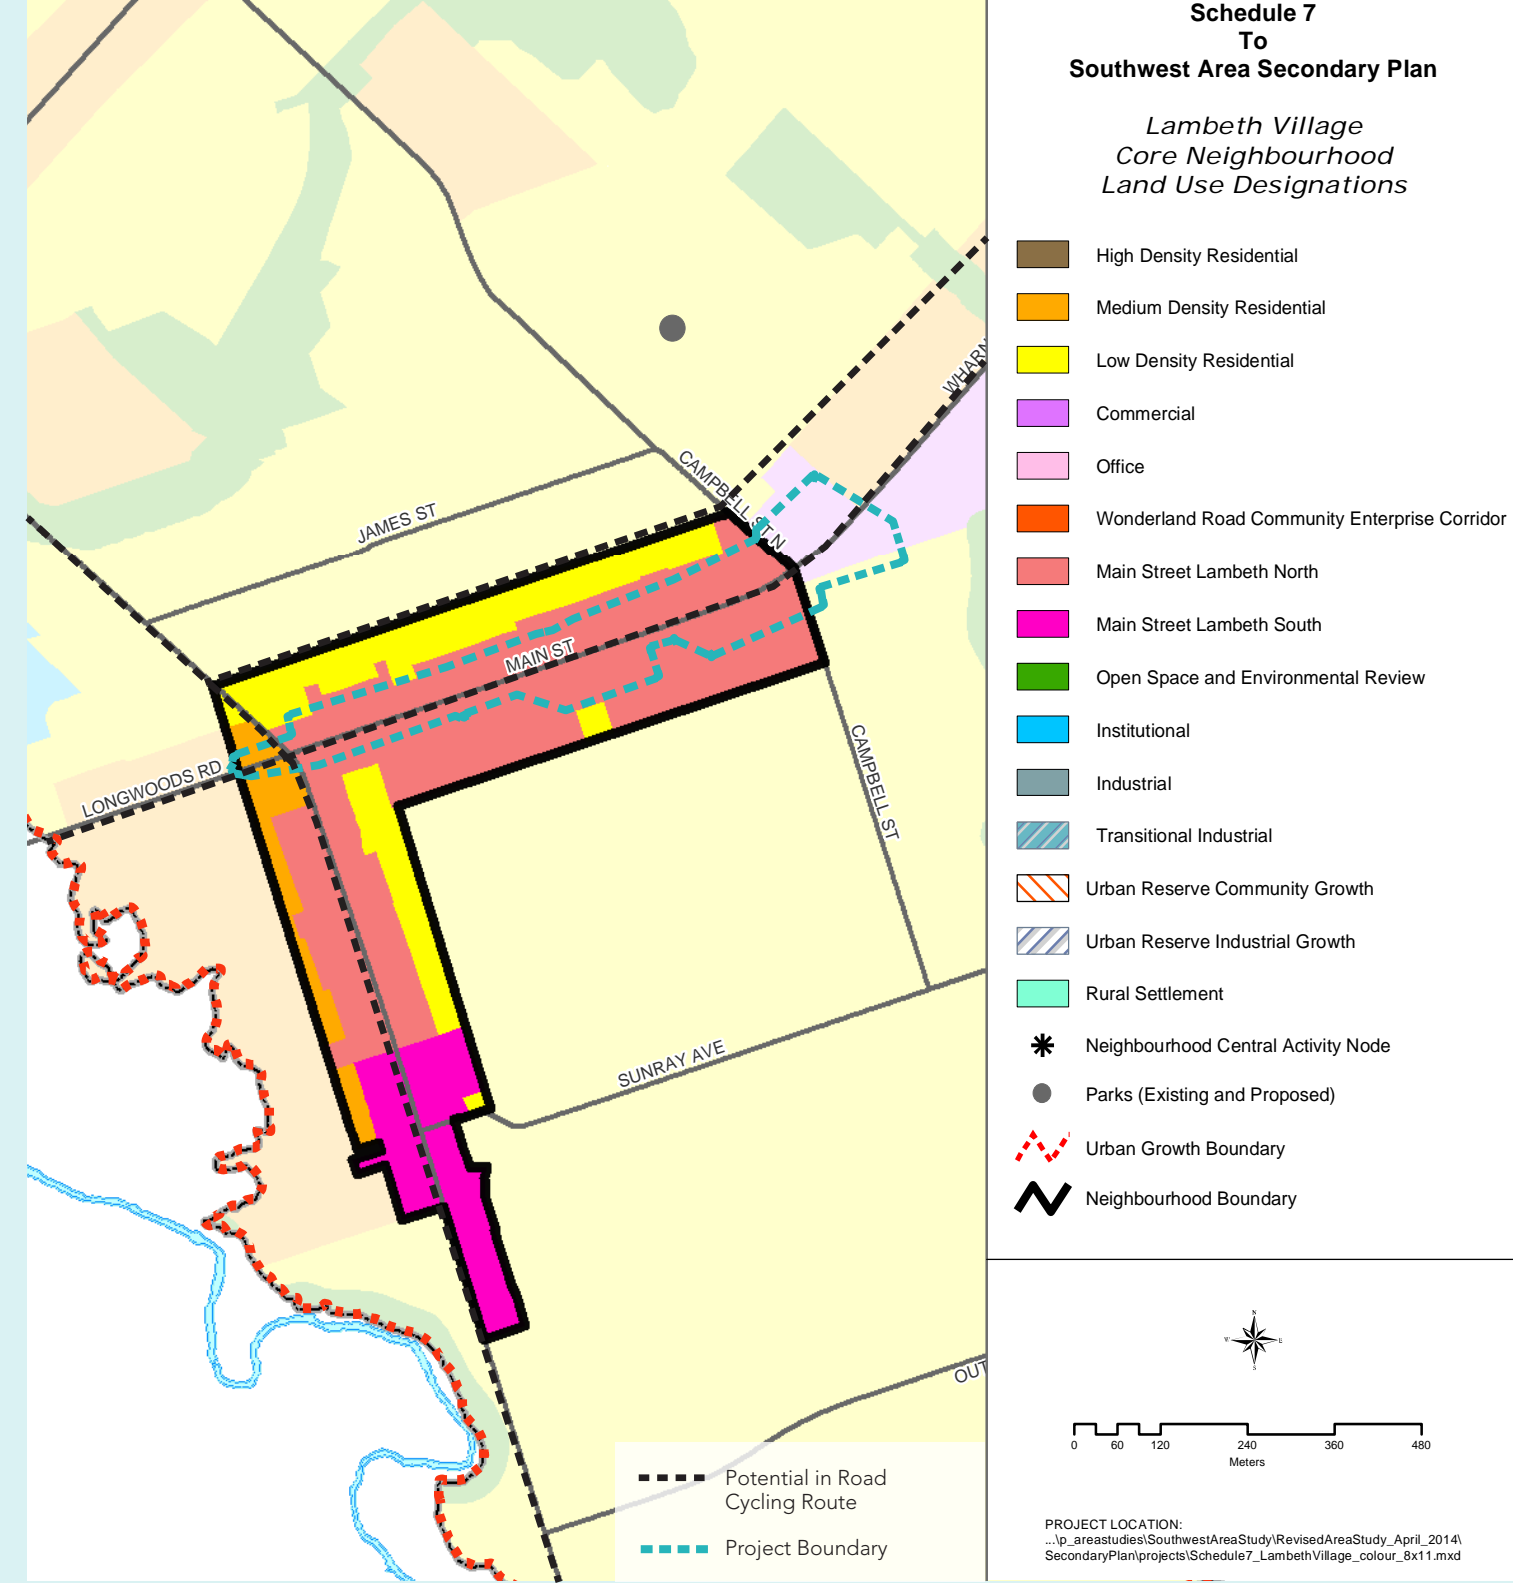 Schedule 7
To
Southwest Area Secondary Plan
Lambeth Village
Core Neighbourhood
Land Use Designations
High Density Residential
Medium Density Residential
Low Density Residential
Commercial
Office
Wonderland Road Community Enterprise Corridor
Main Street Lambeth North
Main Street Lambeth South
Open Space and Environmental Review
Institutional
Industrial
Transitional Industrial
Urban Reserve Community Growth
Urban Reserve Industrial Growth
Rural Settlement
Neighbourhood Central Activity Node
Parks (Existing and Proposed)
Urban Growth Boundary
Neighbourhood Boundary
N
W E
S
0 60 120 240 360 480
Meters
PROJECT LOCATION:
...\p_areastudies\SouthwestAreaStudy\RevisedAreaStudy_April_2014\
SecondaryPlan\projects\Schedule7_LambethVillage_colour_8x11.mxd
WHARN
CAMPBELL ST N
JAMES ST
MAIN ST
LONGWOODS RD
CAMPBELL ST
SUNRAY AVE
OUT
Potential in Road
Cycling Route
Project Boundary